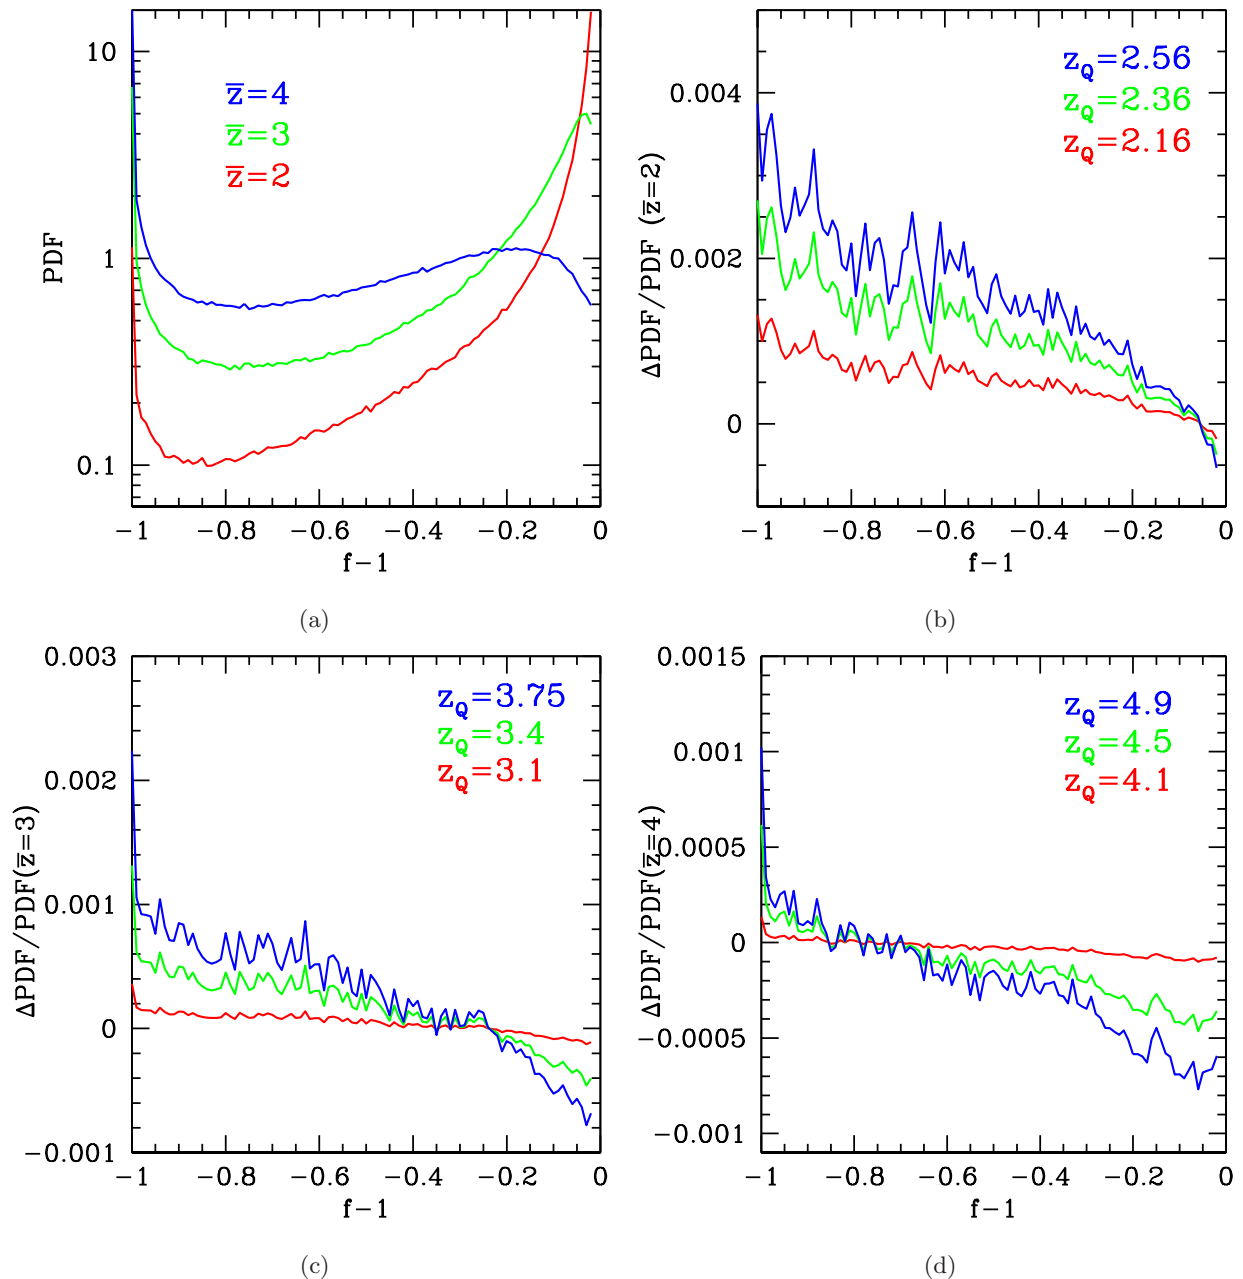 10
1
0.1
PDF
z̄=4
z̄=3
z̄=2
−1
−0.8
−0.6
−0.4
−0.2
0
f−1
(a)
0.004
0.002
0
ΔPDF/PDF (z̄=2)
z_Q=2.56
z_Q=2.36
z_Q=2.16
−1
−0.8
−0.6
−0.4
−0.2
0
f−1
(b)
0.003
0.002
0.001
0
−0.001
ΔPDF/PDF(z̄=3)
z_Q=3.75
z_Q=3.4
z_Q=3.1
−1
−0.8
−0.6
−0.4
−0.2
0
f−1
(c)
0.0015
0.001
0.0005
0
−0.0005
−0.001
ΔPDF/PDF(z̄=4)
z_Q=4.9
z_Q=4.5
z_Q=4.1
−1
−0.8
−0.6
−0.4
−0.2
0
f−1
(d)